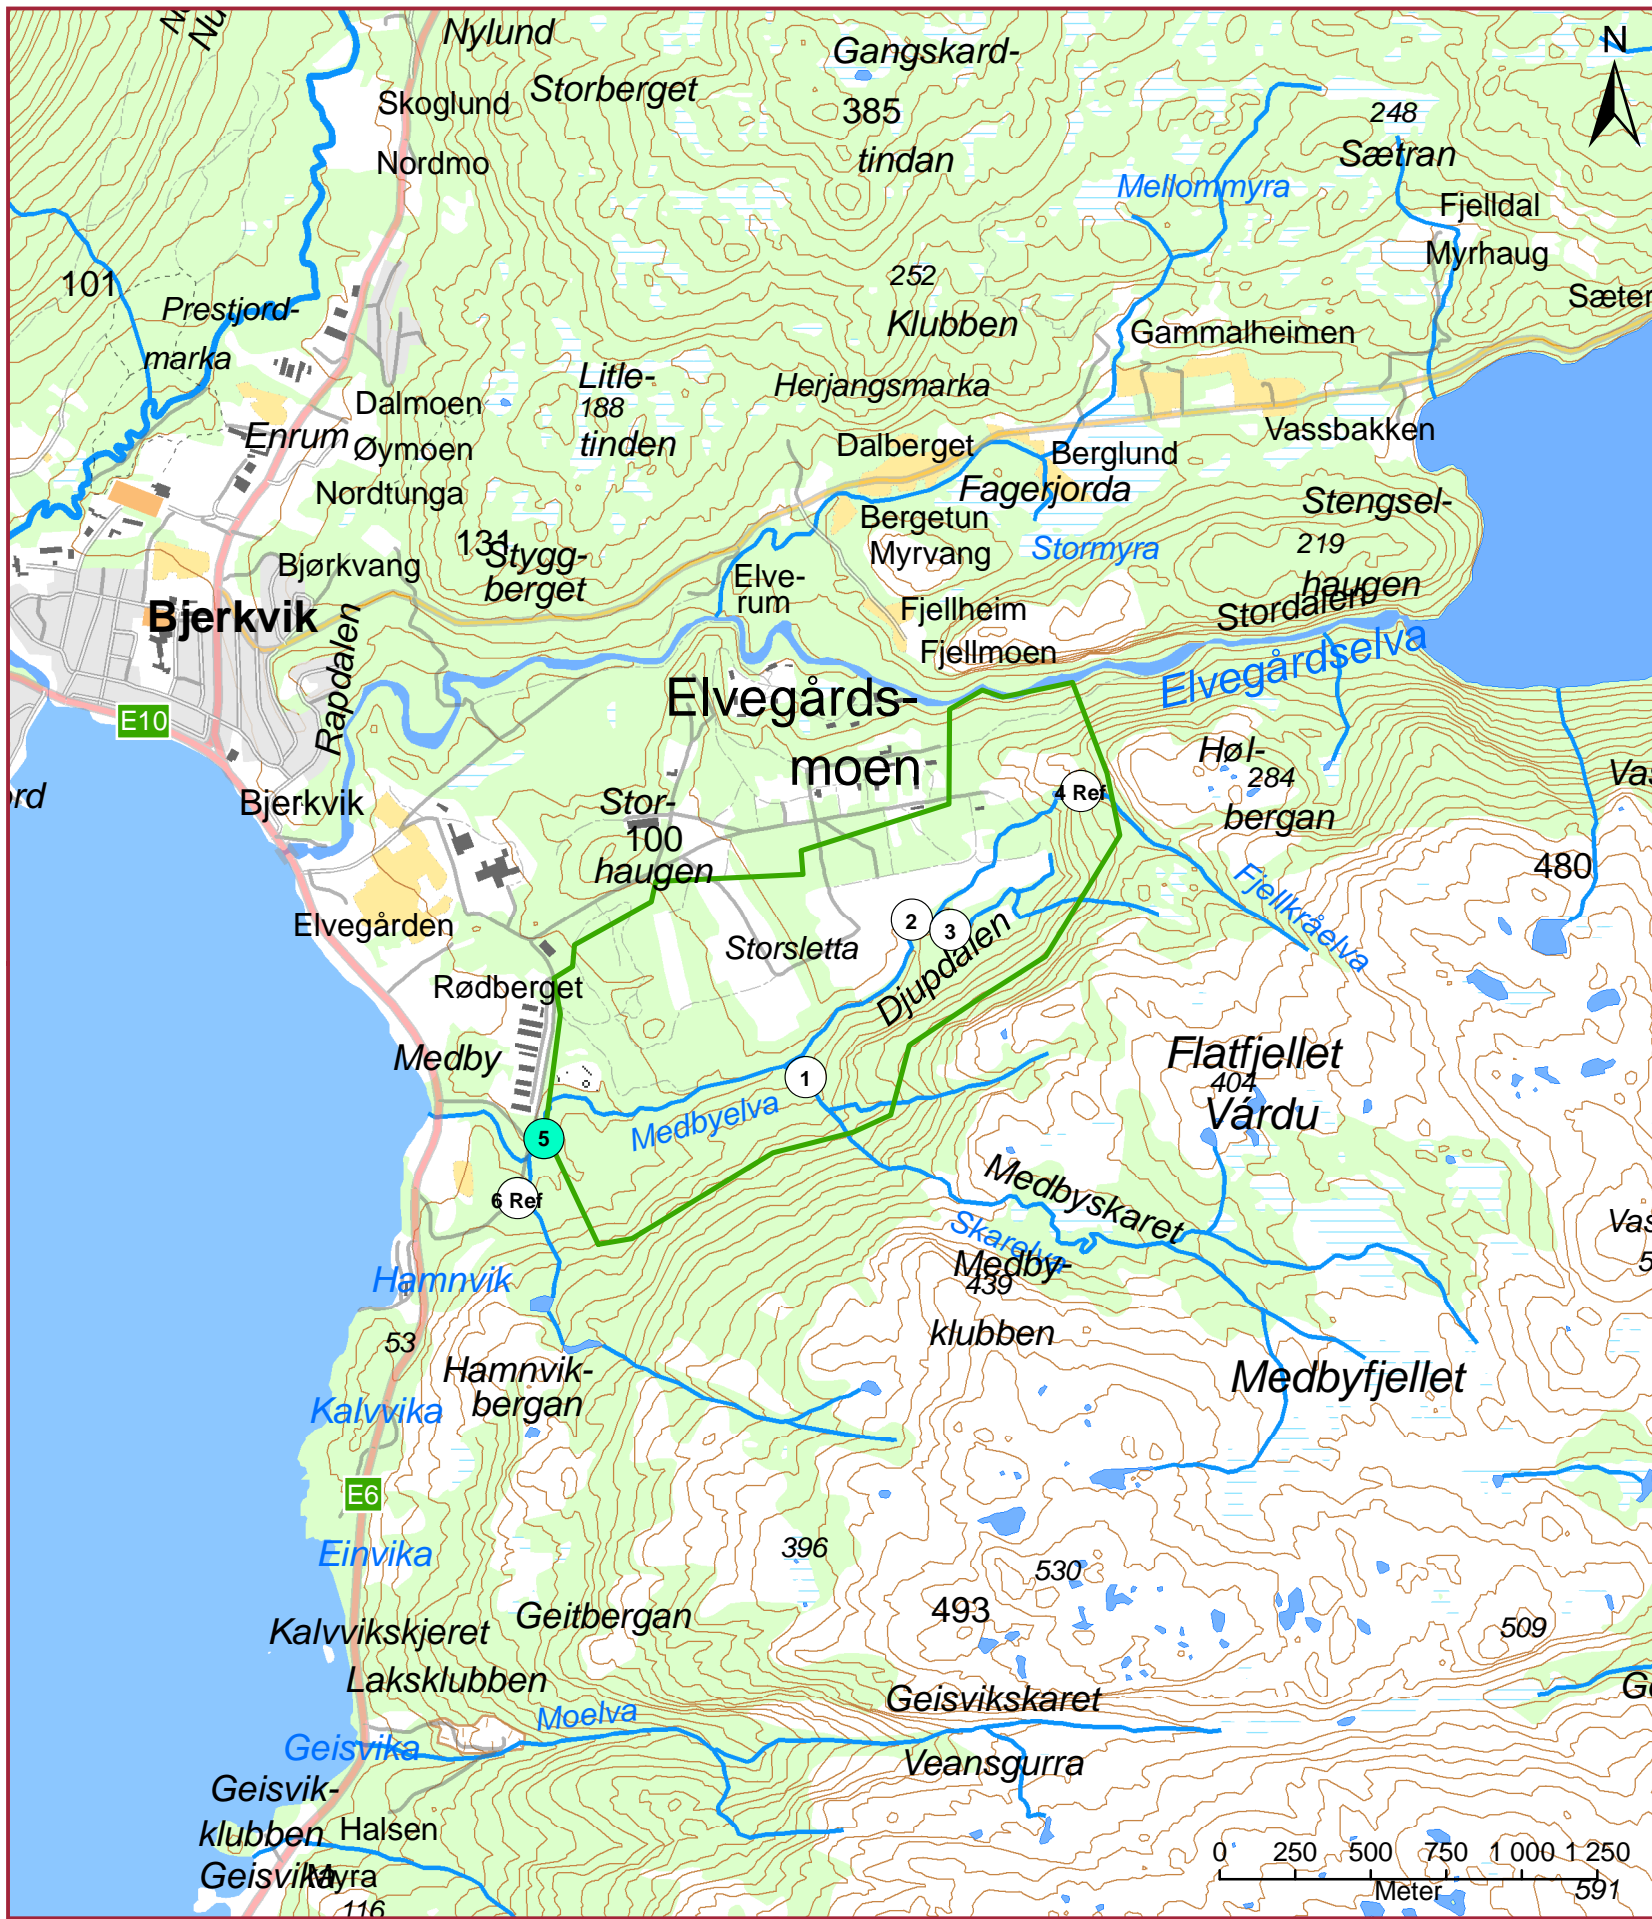 Nylund
Gangskard-
N
Storberget
Skoglund
385
248
Nordmo
tindan
Sætran
Mellommyra
Fjelldal
Myrhaug
101
252
Prestjord-
Sæter
Klubben
Gammalheimen
marka
Litle-
Herjangsmarka
188
Dalmoen
tinden
Enrum
Øymoen
Dalberget
Berglund
Vassbakken
Nordtunga
Fagerjorda
Stengsel-
Bergetun
131
Stygg-
Myrvang
Stormyra
219
Bjørkvang
berget
Elve-
rum
haugen
Stordalen
Bjerkvik
Fjellheim
Rapdalen
Fjellmoen
Elvegårdselva
Elvegårds-
E10
moen
Høl-
284
4 Ref
Bjerkvik
Stor-
bergan
100
haugen
480
Elvegården
2
3
Fjellkråelva
Storsletta
Djupdalen
Rødberget
Medby
Flatfjellet
404
1
Várdu
Medbyelva
5
Medbyskaret
6 Ref
Skarelva
Medby-
439
Hamnvik
klubben
53
Hamnvik-
bergan
Medbyfjellet
Kalvvika
E6
Einvika
396
530
493
509
Kalvvikskjeret
Geitbergan
Laksklubben
Geisvikskaret
Moelva
Geisvika
Veansgurra
Geisvik-
klubben
Halsen
0 250 500 750 1 000 1 250
Meter
Geisvika
Myra
591
116